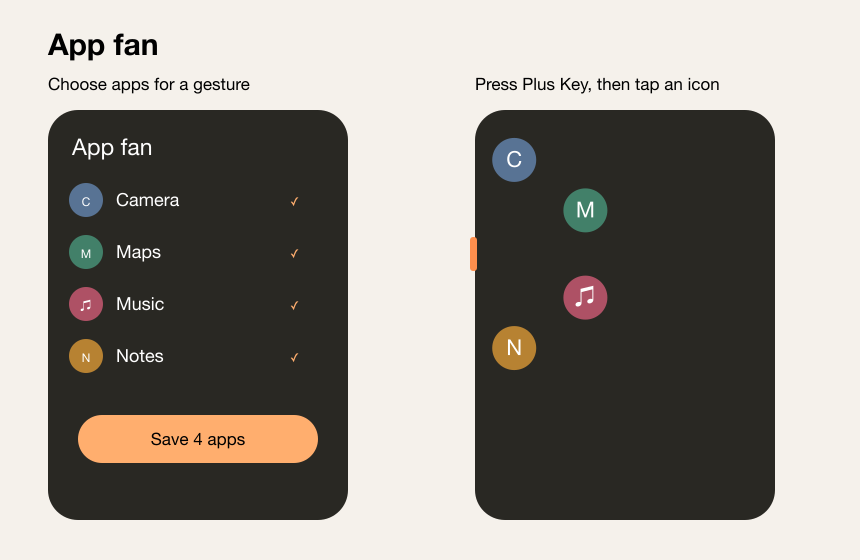 App fan
Choose apps for a gesture
App fan
C Camera ✓
M Maps ✓
♫ Music ✓
N Notes ✓
Save 4 apps
Press Plus Key, then tap an icon
C
M
♫
N